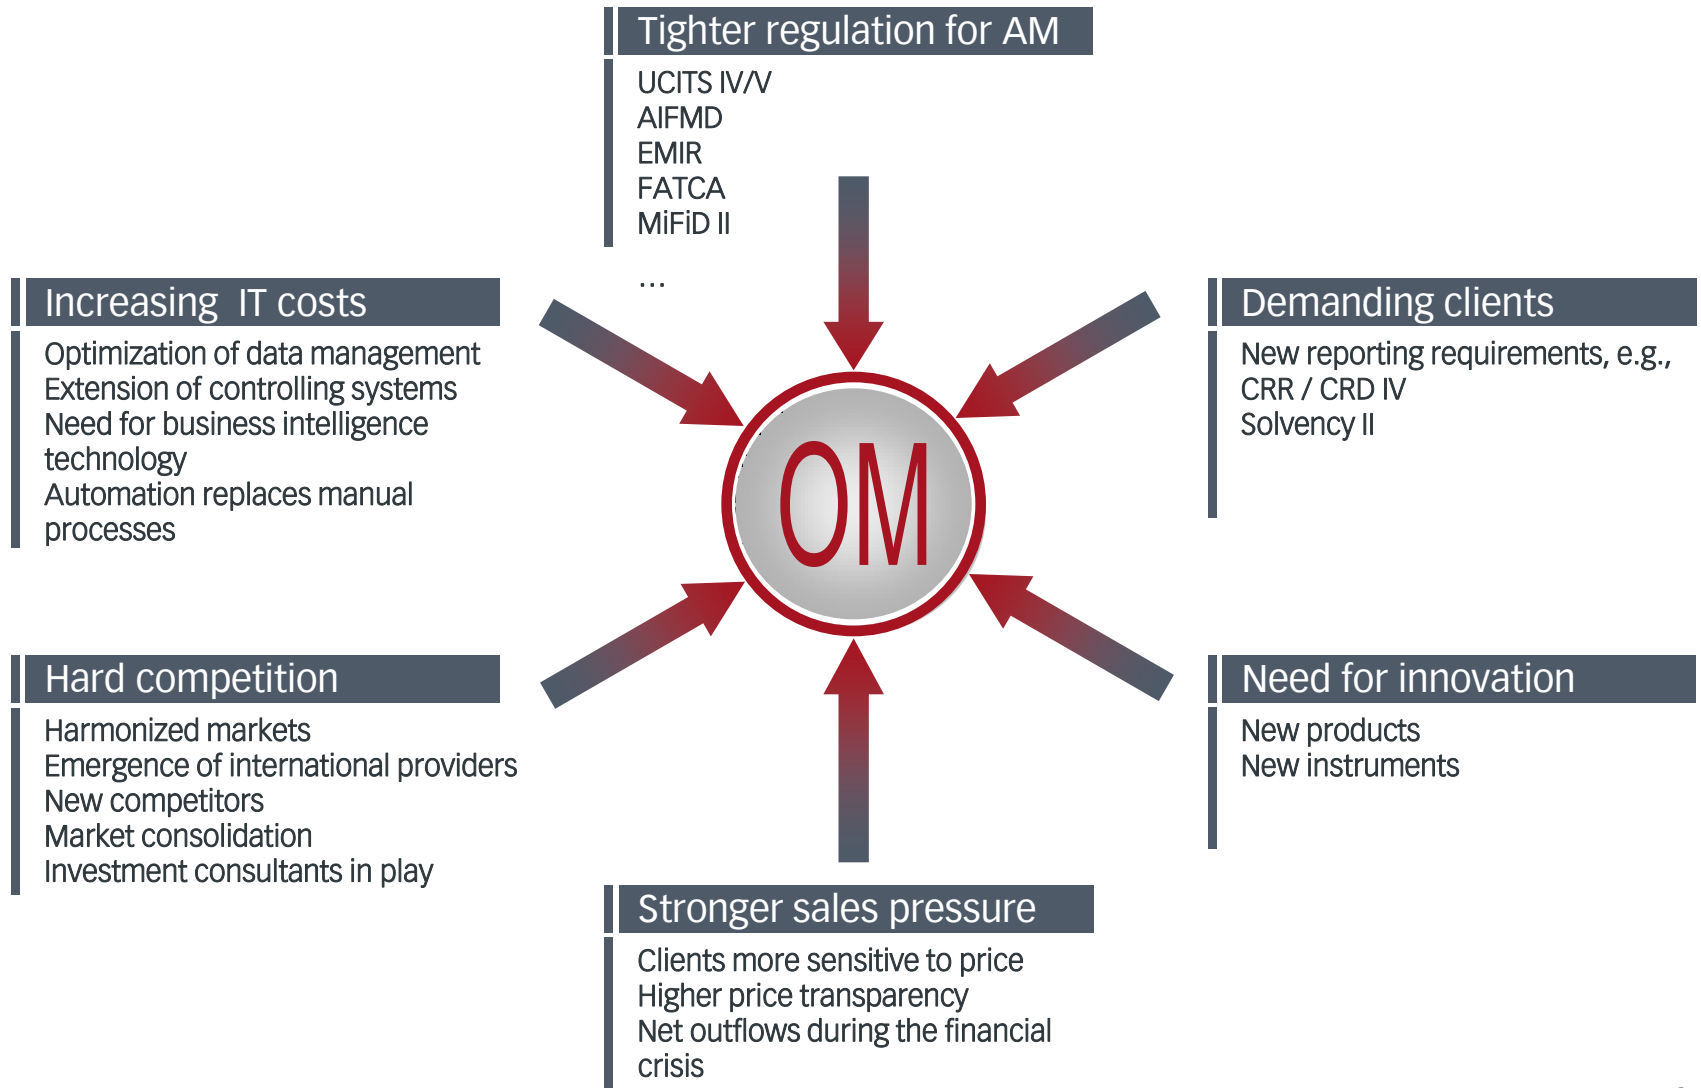 Tighter regulation for AM
UCITS IV/V
AIFMD
EMIR
FATCA
MiFiD II
...
Increasing IT costs
Optimization of data management
Extension of controlling systems
Need for business intelligence
technology
Automation replaces manual
processes
Demanding clients
New reporting requirements, e.g.,
CRR / CRD IV
Solvency II
OM
Hard competition
Harmonized markets
Emergence of international providers
New competitors
Market consolidation
Investment consultants in play
Need for innovation
New products
New instruments
Stronger sales pressure
Clients more sensitive to price
Higher price transparency
Net outflows during the financial
crisis